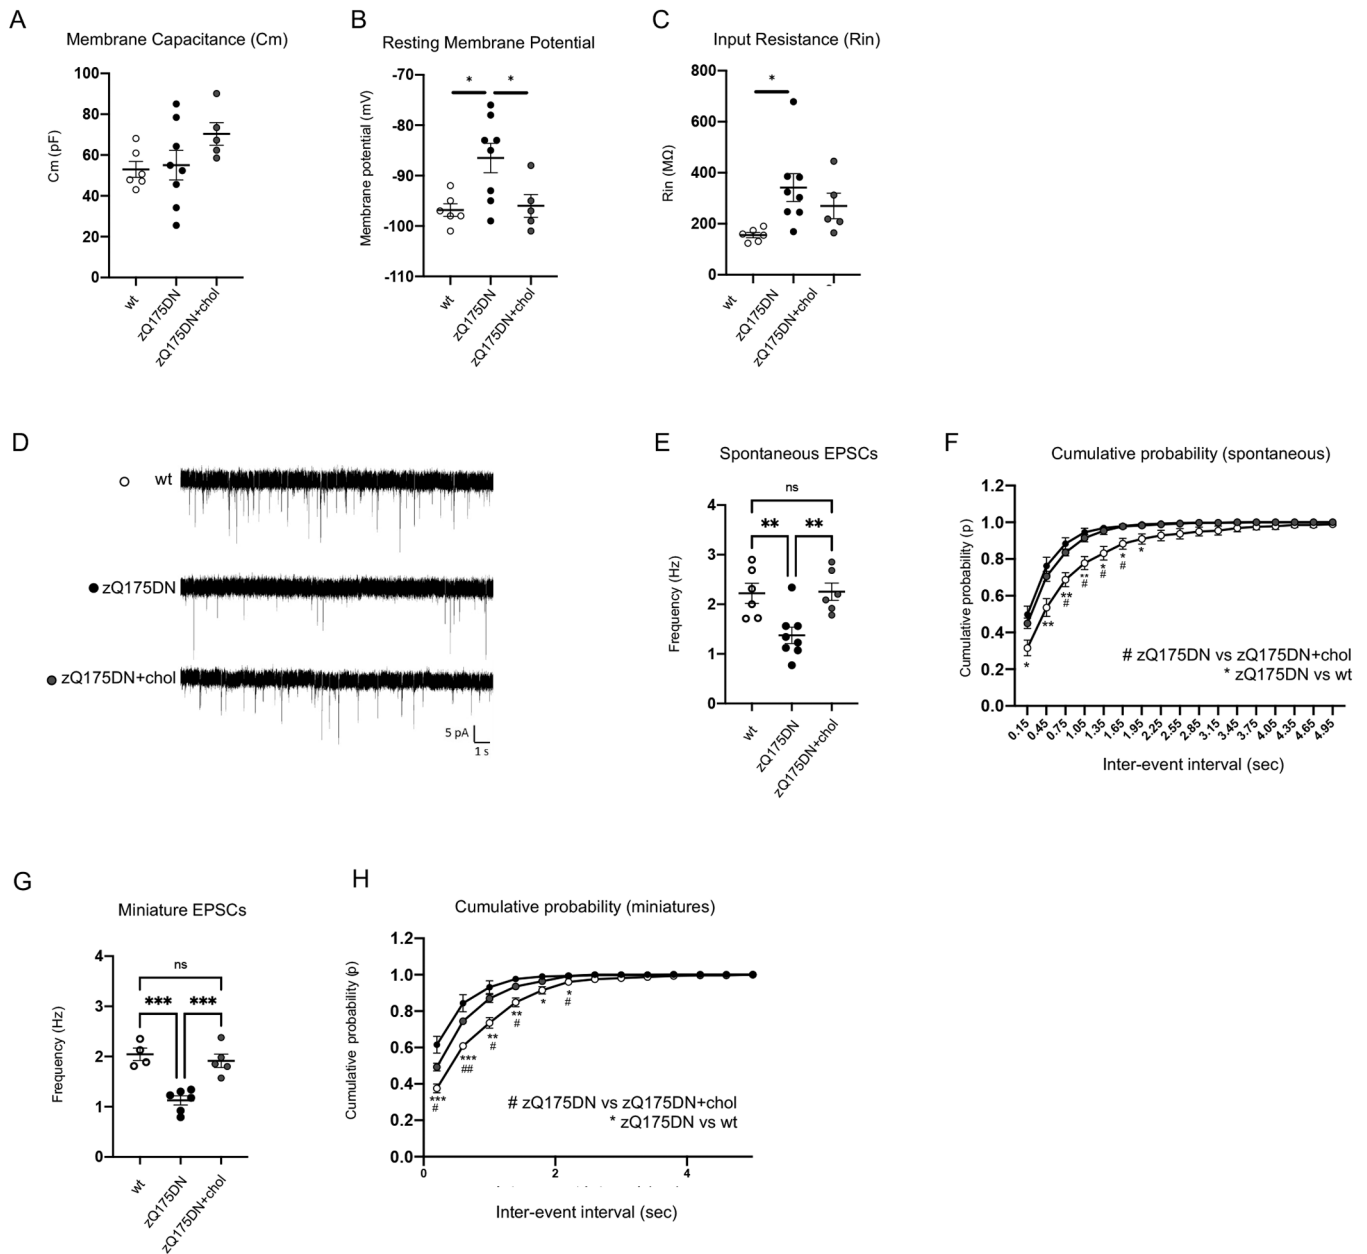 A
Membrane Capacitance (Cm)
100
80
60
40
20
0
Cm (pF)
wt
zQ175DN
zQ175DN+chol
B
Resting Membrane Potential
-70
-80
-90
-100
-110
Membrane potential (mV)
*
*
wt
zQ175DN
zQ175DN+chol
C
Input Resistance (Rin)
800
600
400
200
0
Rin (MΩ)
*
wt
zQ175DN
zQ175DN+chol
D
wt
zQ175DN
zQ175DN+chol
5 pA
1 s
E
Spontaneous EPSCs
ns
**
**
4
3
2
1
0
Frequency (Hz)
wt
zQ175DN
zQ175DN+chol
F
Cumulative probability (spontaneous)
1.2
1.0
0.8
0.6
0.4
0.2
0.0
Cumulative probability (p)
*
**
**
#
**
#
*
#
*
#
*
# zQ175DN vs zQ175DN+chol
* zQ175DN vs wt
0.15
0.45
0.75
1.05
1.35
1.65
1.95
2.25
2.55
2.85
3.15
3.45
3.75
4.05
4.35
4.65
4.95
Inter-event interval (sec)
G
Miniature EPSCs
ns
***
***
4
3
2
1
0
Frequency (Hz)
wt
zQ175DN
zQ175DN+chol
H
Cumulative probability (miniatures)
1.2
1.0
0.8
0.6
0.4
0.2
0.0
Cumulative probability (p)
***
#
***
##
**
#
**
#
*
*
#
# zQ175DN vs zQ175DN+chol
* zQ175DN vs wt
0
2
4
Inter-event interval (sec)